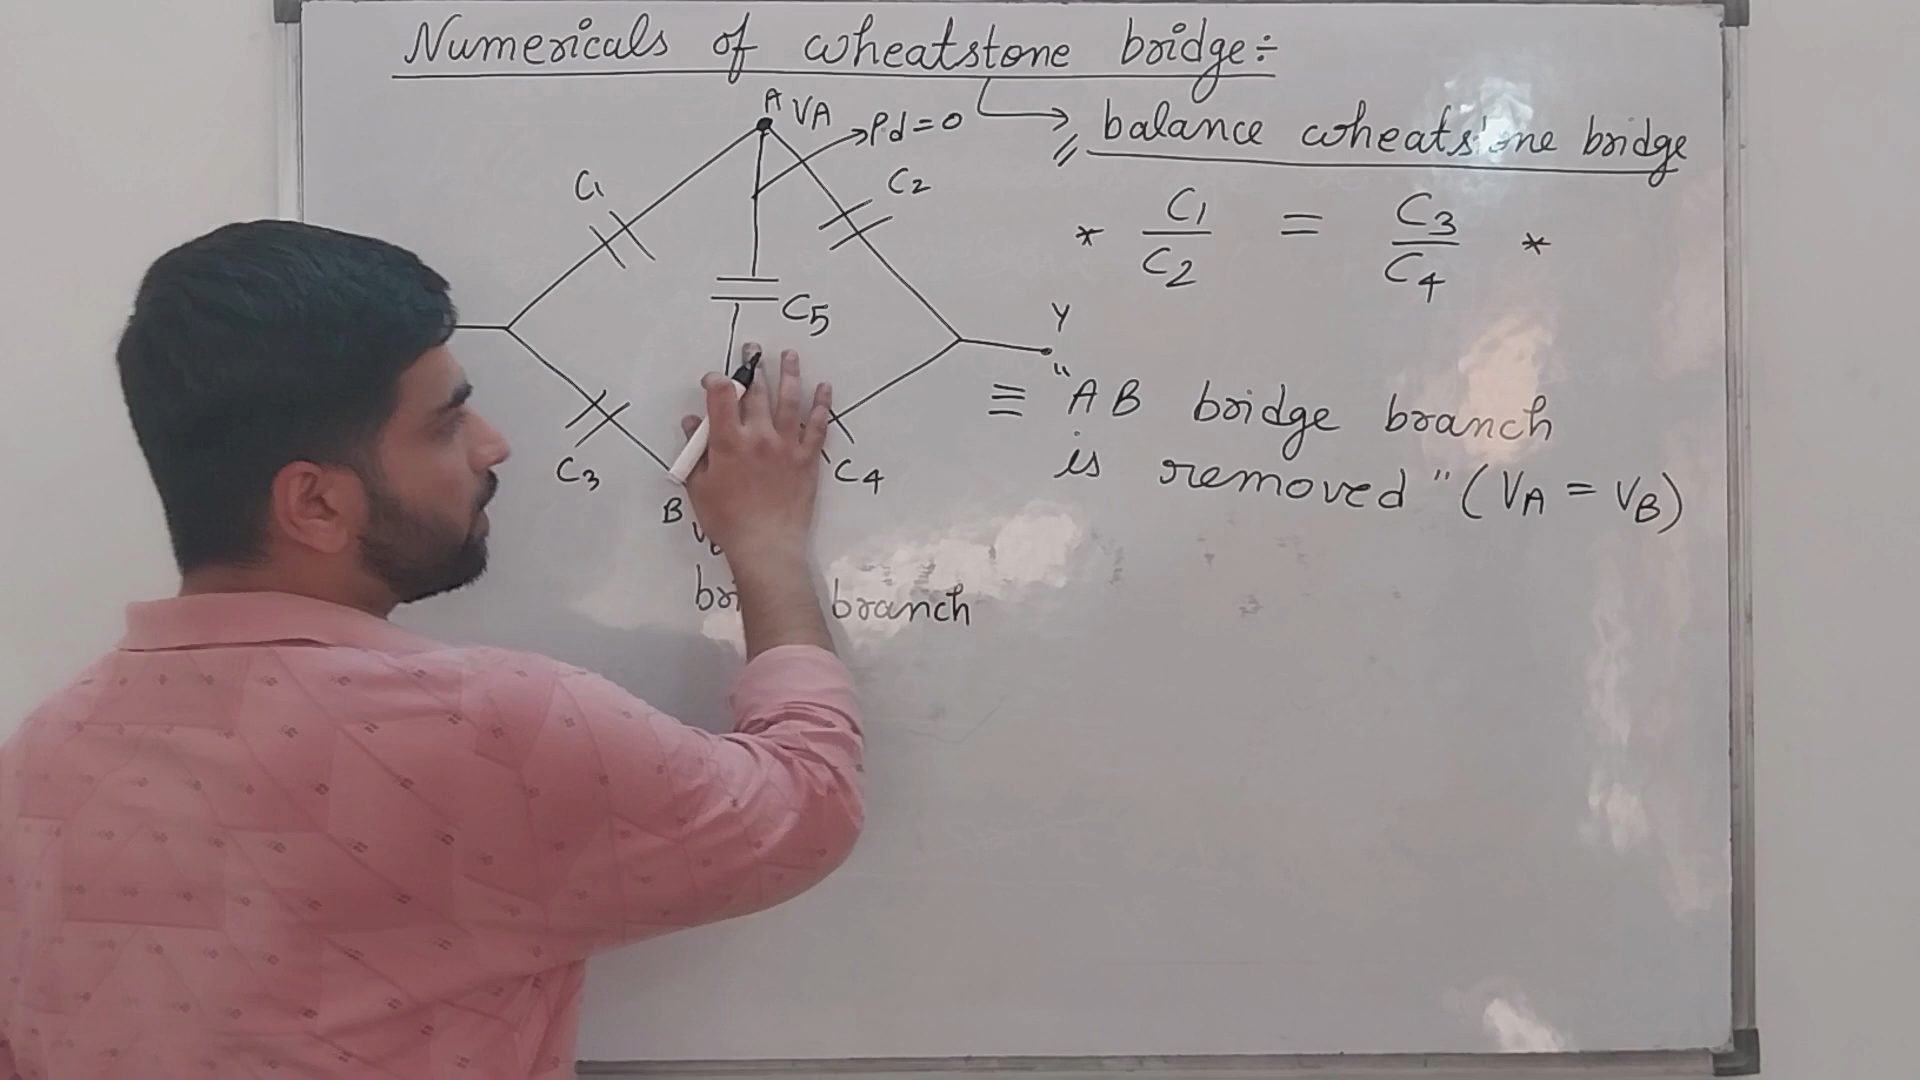 Numericals of wheatstone bridge:
A VA
Pd=0
balance wheatstone bridge
C1
C2
* C1/C2 = C3/C4 *
C5
Y
≡ "AB bridge branch
is removed" (VA = VB)
C3
C4
B
branch